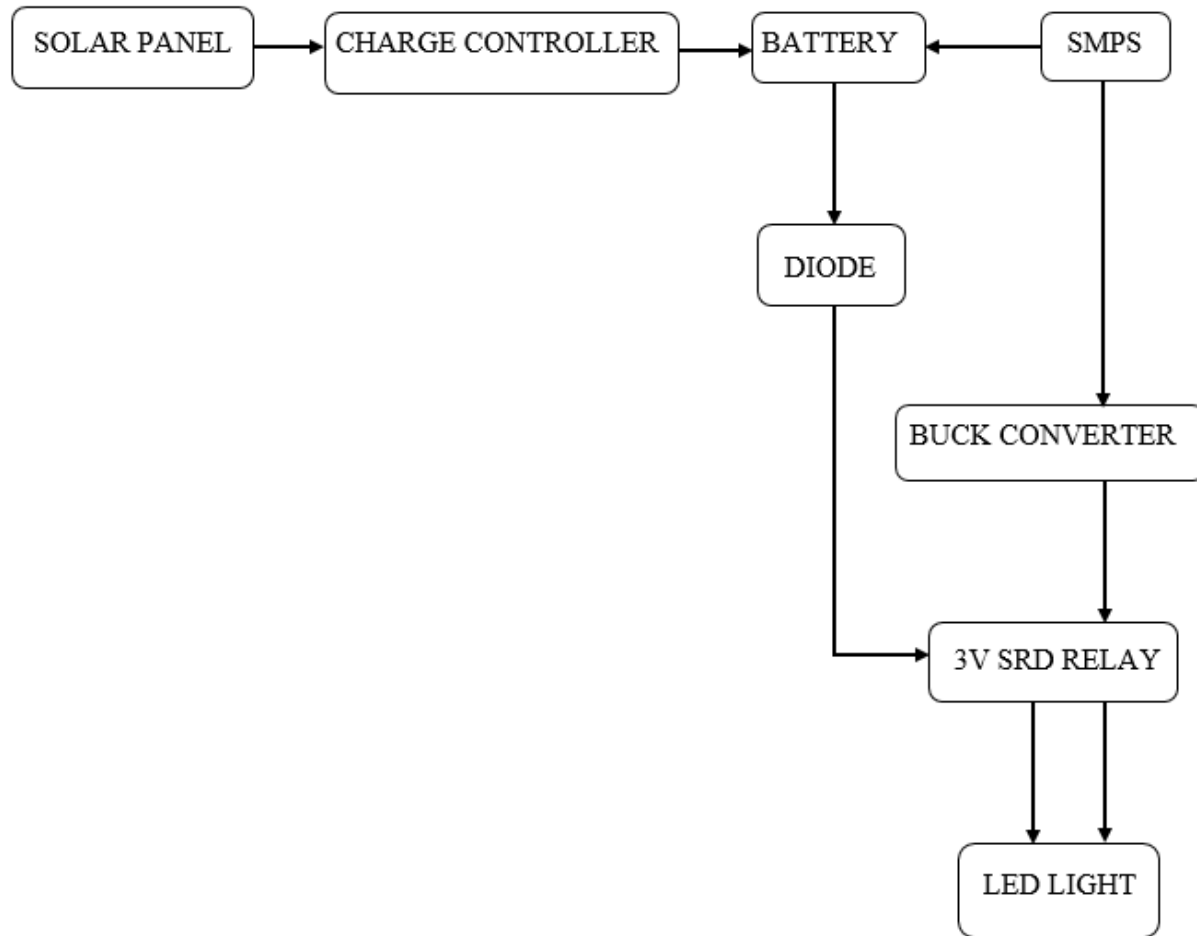 SOLAR PANEL
CHARGE CONTROLLER
BATTERY
SMPS
DIODE
BUCK CONVERTER
3V SRD RELAY
LED LIGHT